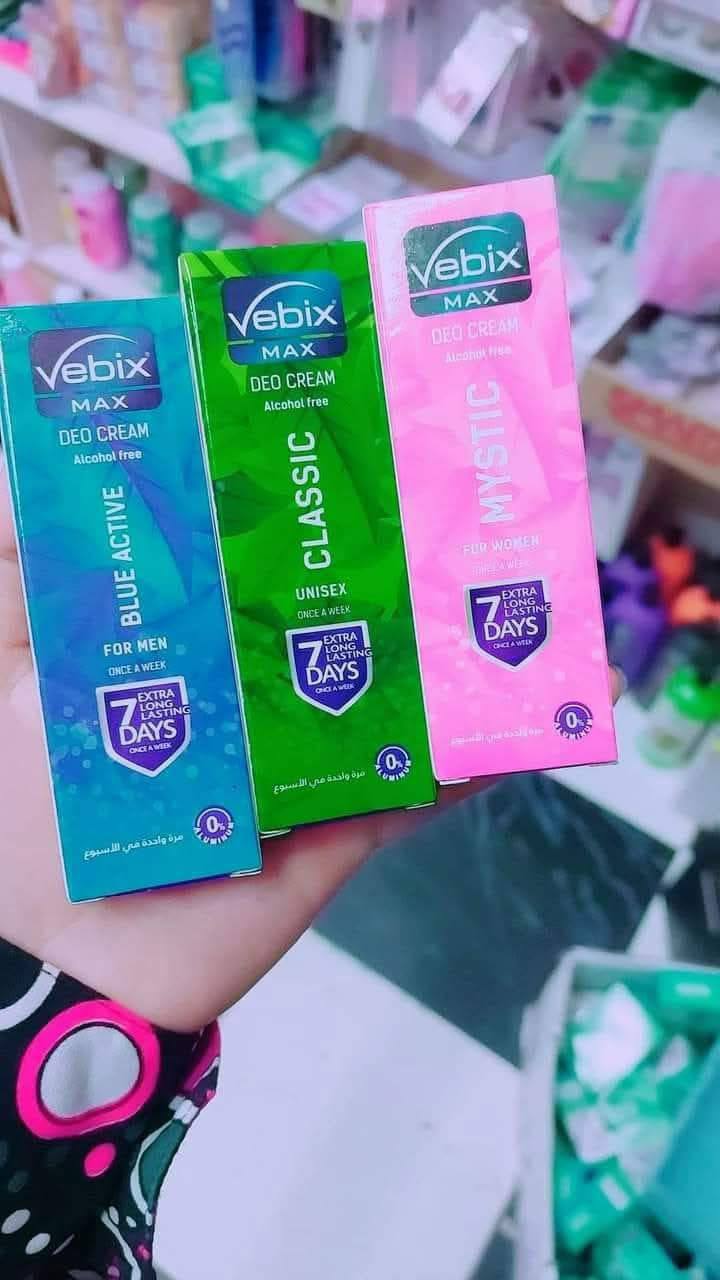 Vebix®
MAX
DEO CREAM
Alcohol free
BLUE ACTIVE
FOR MEN
ONCE A WEEK
7 EXTRA
LONG
LASTING
DAYS
ONCE A WEEK
0%
ALUMINUM
مرة واحدة في الأسبوع
Vebix®
MAX
DEO CREAM
Alcohol free
CLASSIC
UNISEX
ONCE A WEEK
7 EXTRA
LONG
LASTING
DAYS
ONCE A WEEK
0%
ALUMINUM
مرة واحدة في الأسبوع
Vebix®
MAX
DEO CREAM
Alcohol free
MYSTIC
FOR WOMEN
ONCE A WEEK
7 EXTRA
LONG
LASTING
DAYS
ONCE A WEEK
0%
ALUMINUM
مرة واحدة في الأسبوع